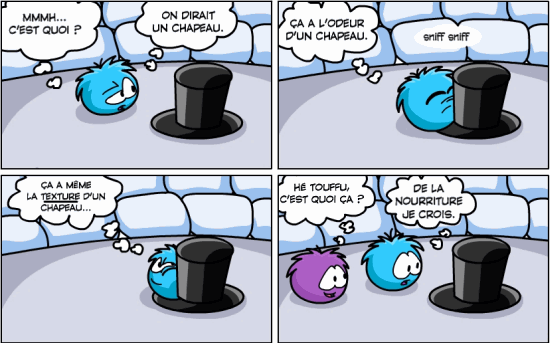 MMMH...
C'EST QUOI ?
ON DIRAIT
UN CHAPEAU.
ÇA A L'ODEUR
D'UN CHAPEAU.
sniff sniff
ÇA A MÊME
LA TEXTURE D'UN
CHAPEAU...
HÉ TOUFFU,
C'EST QUOI ÇA ?
DE LA
NOURRITURE
JE CROIS.